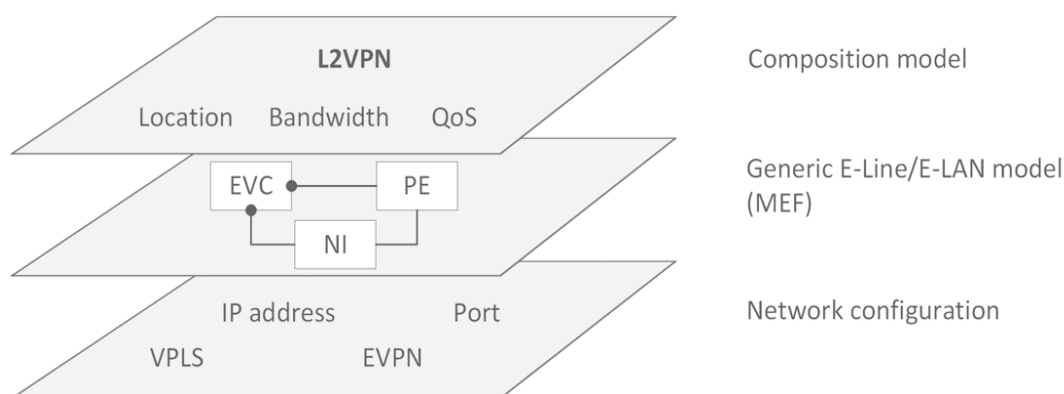 L2VPN
Composition model
Location Bandwidth QoS
EVC PE
Generic E-Line/E-LAN model
(MEF)
NI
IP address Port
Network configuration
VPLS EVPN